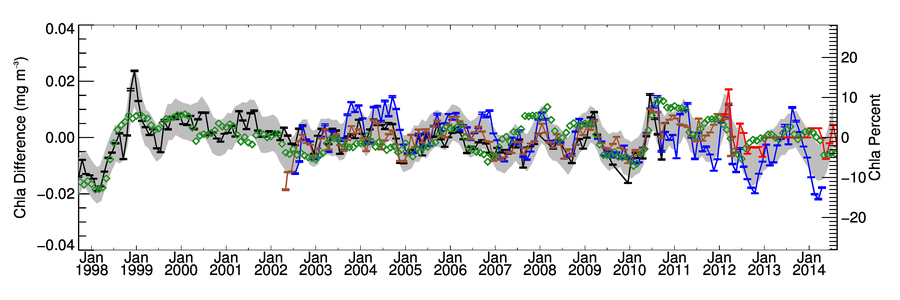 0.04
0.02
0.00
−0.02
−0.04
Chla Difference (mg m⁻³)
20
10
0
−10
−20
Chla Percent
Jan Jan Jan Jan Jan Jan Jan Jan Jan Jan Jan Jan Jan Jan Jan Jan Jan
1998 1999 2000 2001 2002 2003 2004 2005 2006 2007 2008 2009 2010 2011 2012 2013 2014